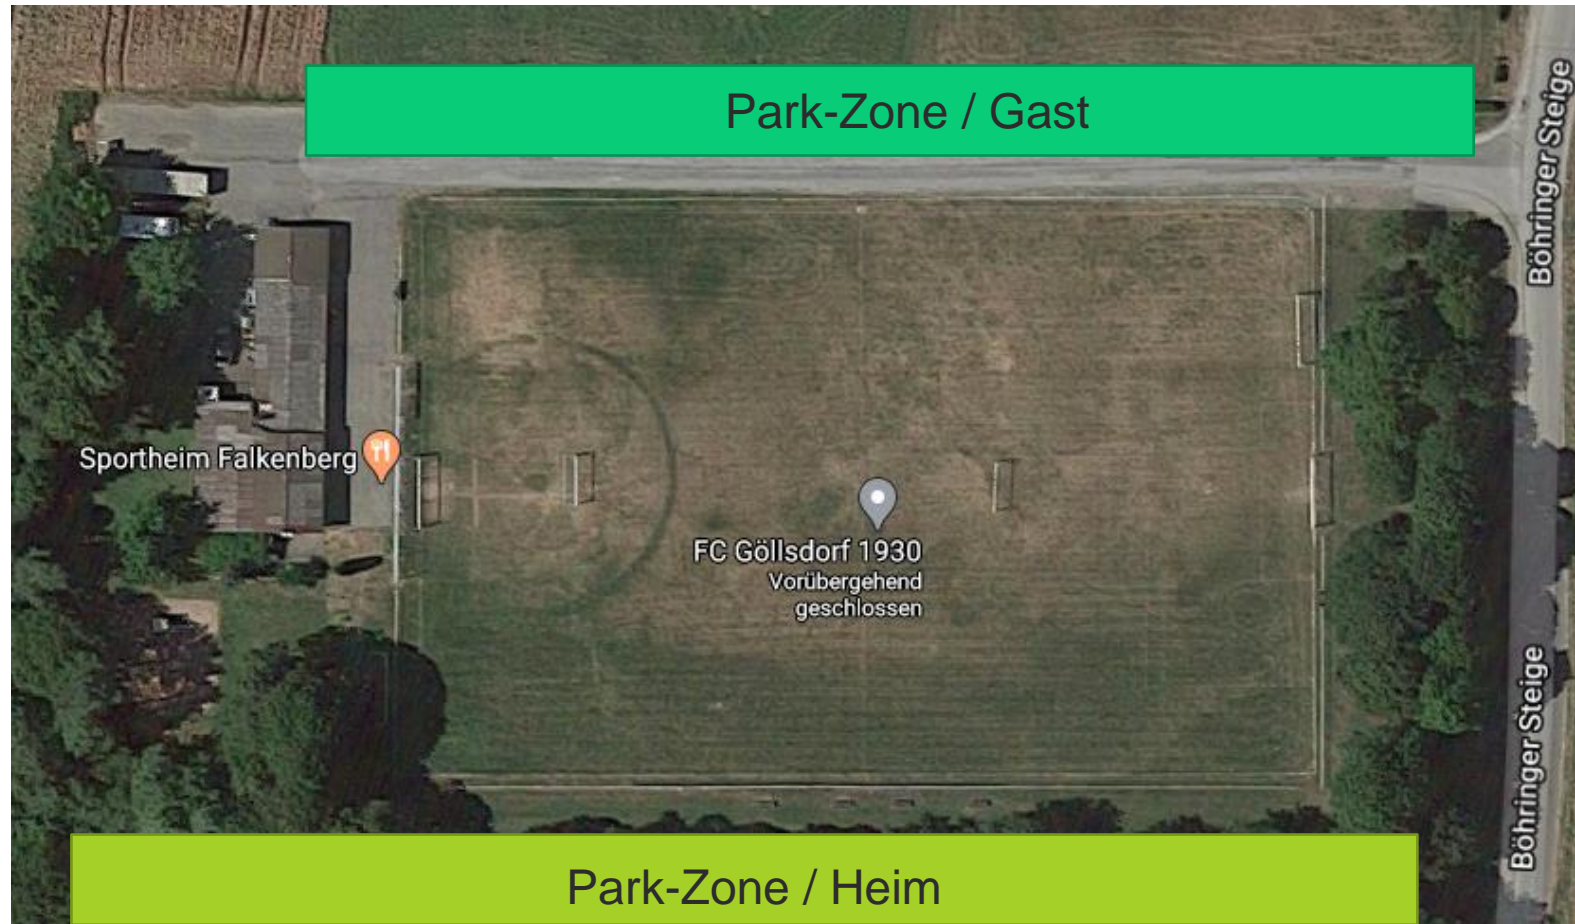 Park-Zone / Gast
Böhringer Steige
Sportheim Falkenberg
FC Göllsdorf 1930
Vorübergehend
geschlossen
Böhringer Steige
Park-Zone / Heim